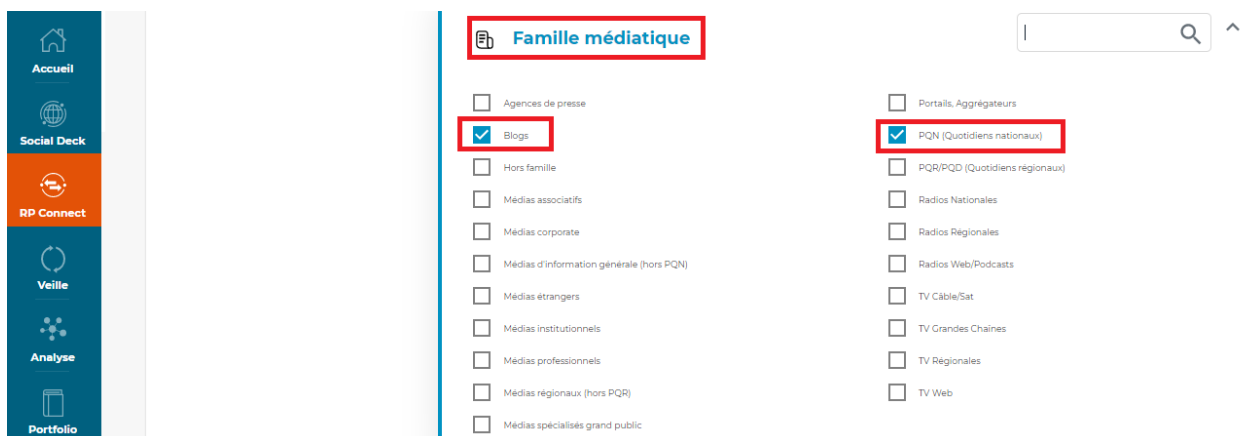 Accueil
Social Deck
RP Connect
Veille
Analyse
Portfolio
Famille médiatique
Agences de presse
Blogs
Hors famille
Médias associatifs
Médias corporate
Médias d'information générale (hors PQN)
Médias étrangers
Médias institutionnels
Médias professionnels
Médias régionaux (hors PQR)
Médias spécialisés grand public
Portails, Aggrégateurs
PQN (Quotidiens nationaux)
PQR/PQD (Quotidiens régionaux)
Radios Nationales
Radios Régionales
Radios Web/Podcasts
TV Câble/Sat
TV Grandes Chaines
TV Régionales
TV Web